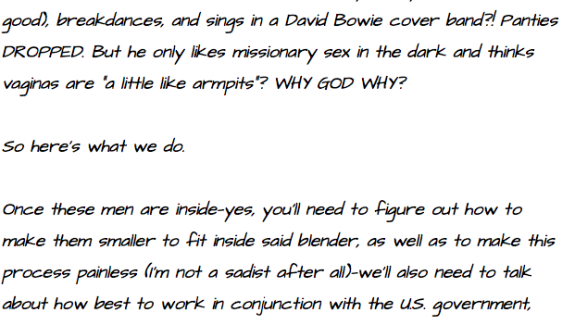 good), breakdances, and sings in a David Bowie cover band?! Panties
DROPPED. But he only likes missionary sex in the dark and thinks
vaginas are "a little like armpits"? WHY GOD WHY?
So here's what we do.
Once these men are inside-yes, you'll need to figure out how to
make them smaller to fit inside said blender, as well as to make this
process painless (I'm not a sadist after all)-we'll also need to talk
about how best to work in conjunction with the U.S. government,